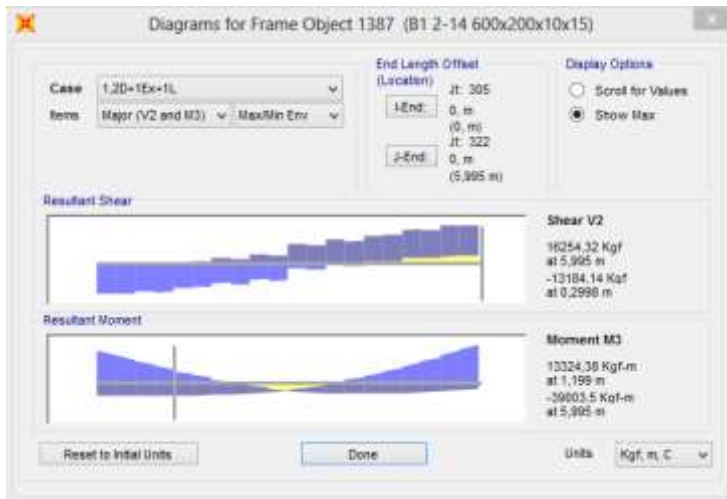 Diagrams for Frame Object 1387 (B1 2-14 600x200x10x15)
Case 1,2D+1Ex+1L
Items Major (V2 and M3) Max/Min Env
End Length Offset
(Location)
I-End: Jt: 305
0, m
(0, m)
J-End: Jt: 322
0, m
(5,995 m)
Display Options
Scroll for Values
Show Max
Resultant Shear
Shear V2
16254,32 Kgf
at 5,995 m
-13184,14 Kgf
at 0,2998 m
Resultant Moment
Moment M3
13324,38 Kgf-m
at 1,199 m
-39003,5 Kgf-m
at 5,995 m
Reset to Initial Units
Done
Units Kgf, m, C